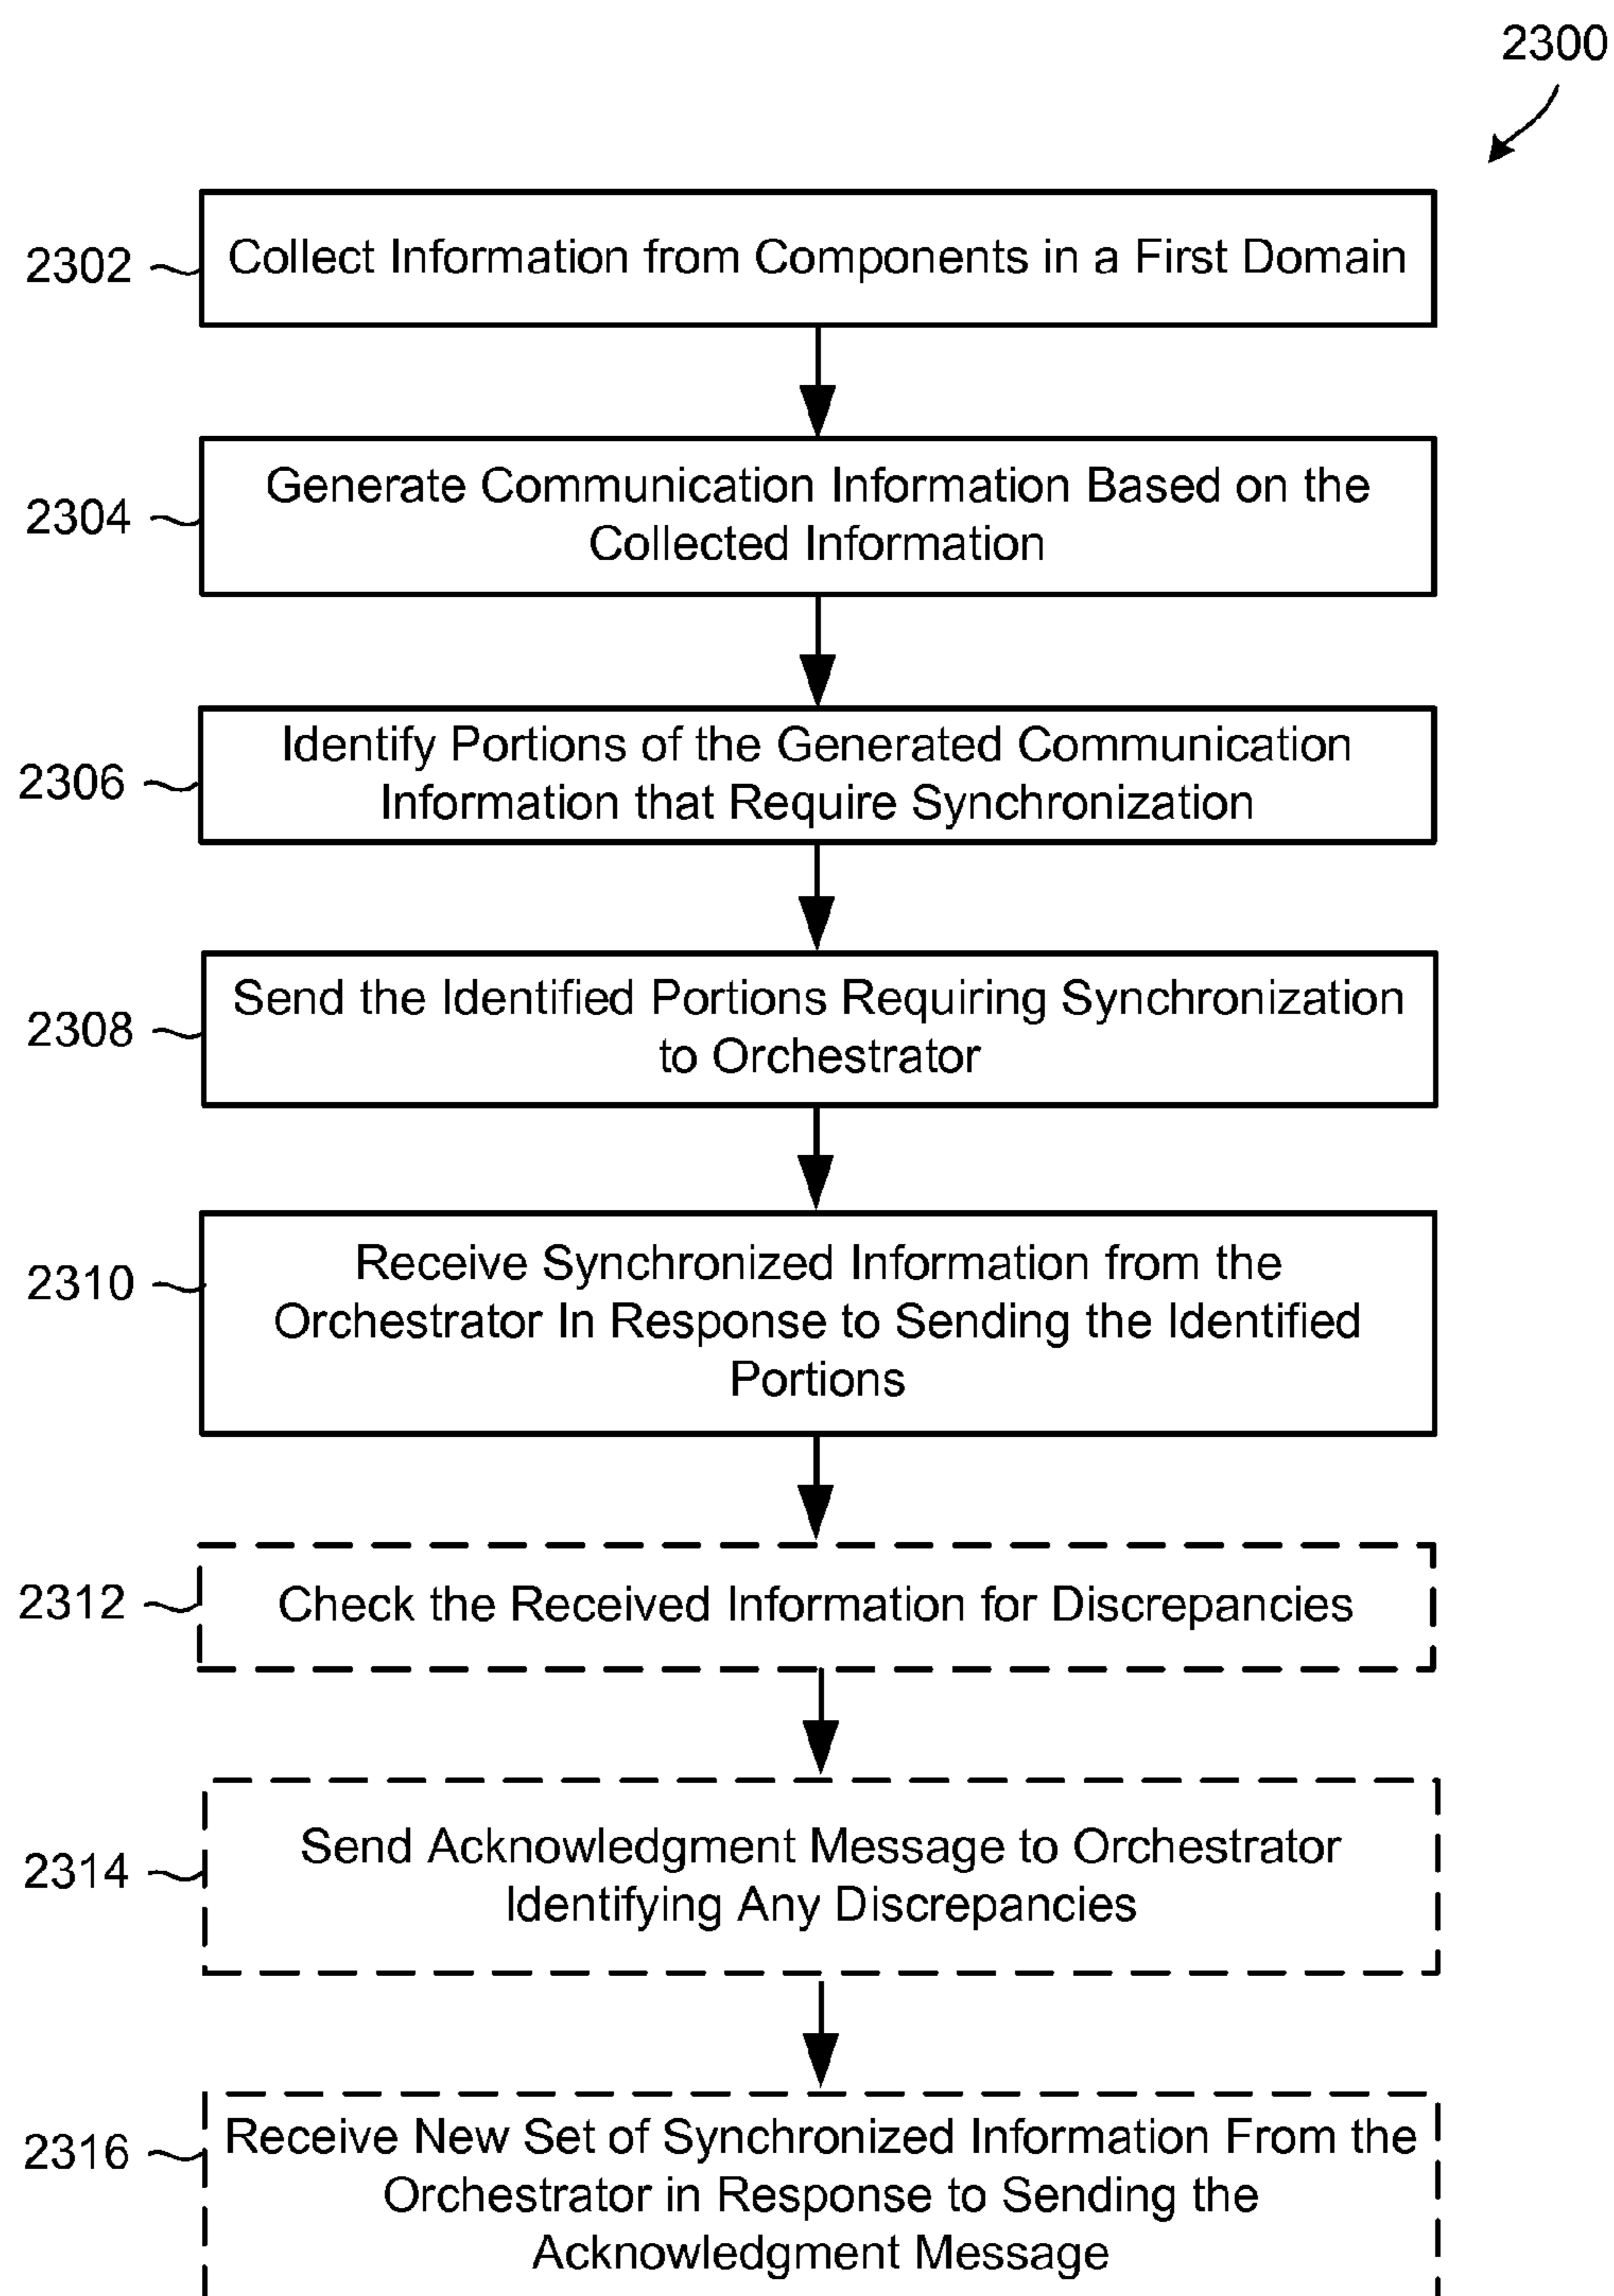 2300
2302
Collect Information from Components in a First Domain
2304
Generate Communication Information Based on the
Collected Information
2306
Identify Portions of the Generated Communication
Information that Require Synchronization
2308
Send the Identified Portions Requiring Synchronization
to Orchestrator
2310
Receive Synchronized Information from the
Orchestrator In Response to Sending the Identified
Portions
2312
Check the Received Information for Discrepancies
2314
Send Acknowledgment Message to Orchestrator
Identifying Any Discrepancies
2316
Receive New Set of Synchronized Information From the
Orchestrator in Response to Sending the
Acknowledgment Message